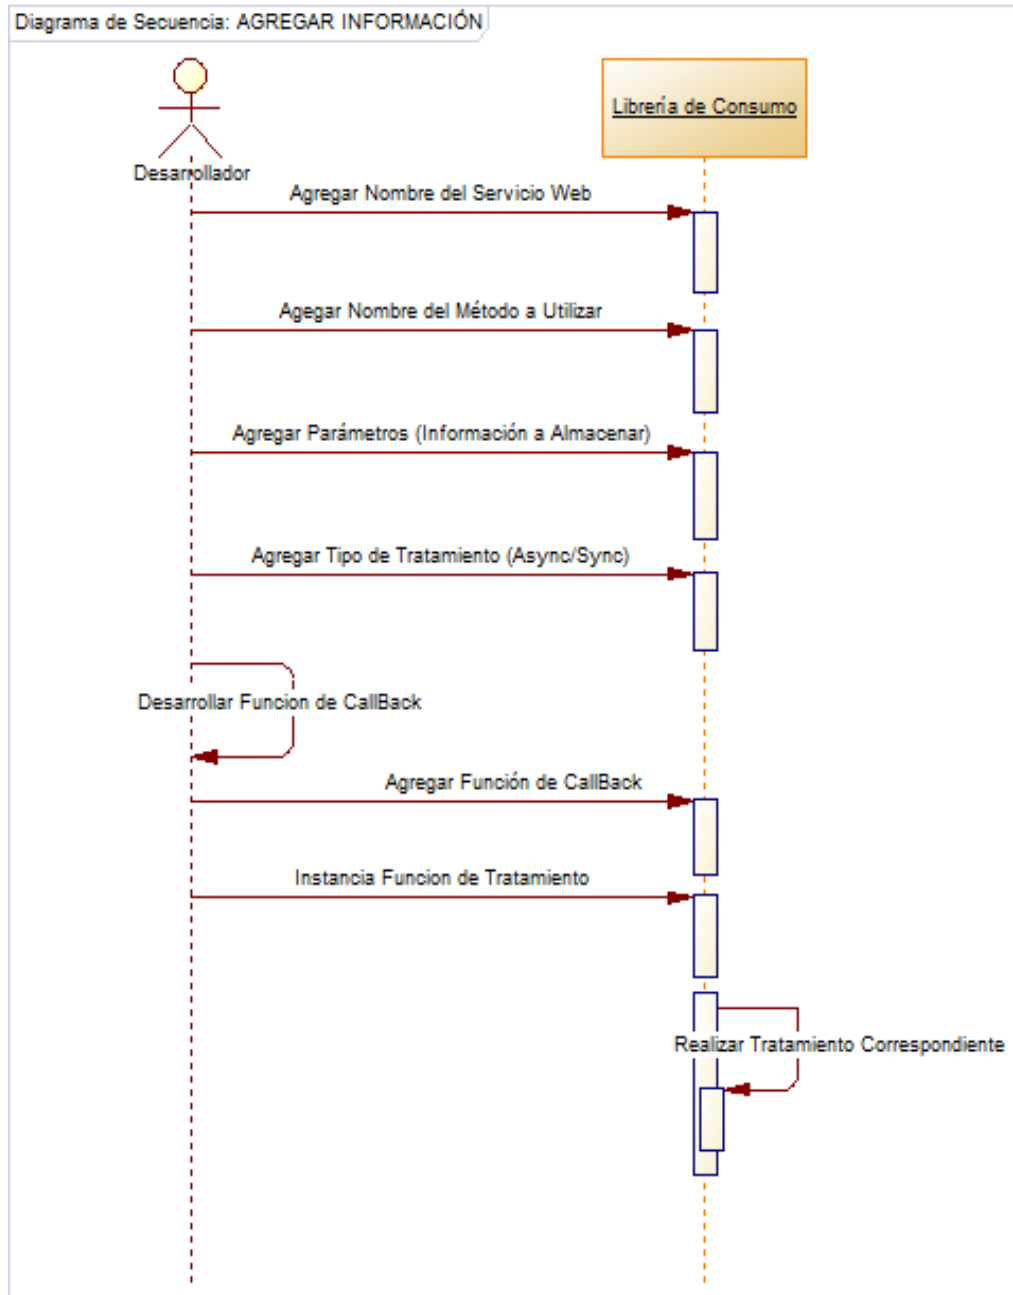 Diagrama de Secuencia: AGREGAR INFORMACIÓN
Desarrollador
Librería de Consumo
Agregar Nombre del Servicio Web
Agegar Nombre del Método a Utilizar
Agregar Parámetros (Información a Almacenar)
Agregar Tipo de Tratamiento (Async/Sync)
Desarrollar Funcion de CallBack
Agregar Función de CallBack
Instancia Funcion de Tratamiento
Realizar Tratamiento Correspondiente